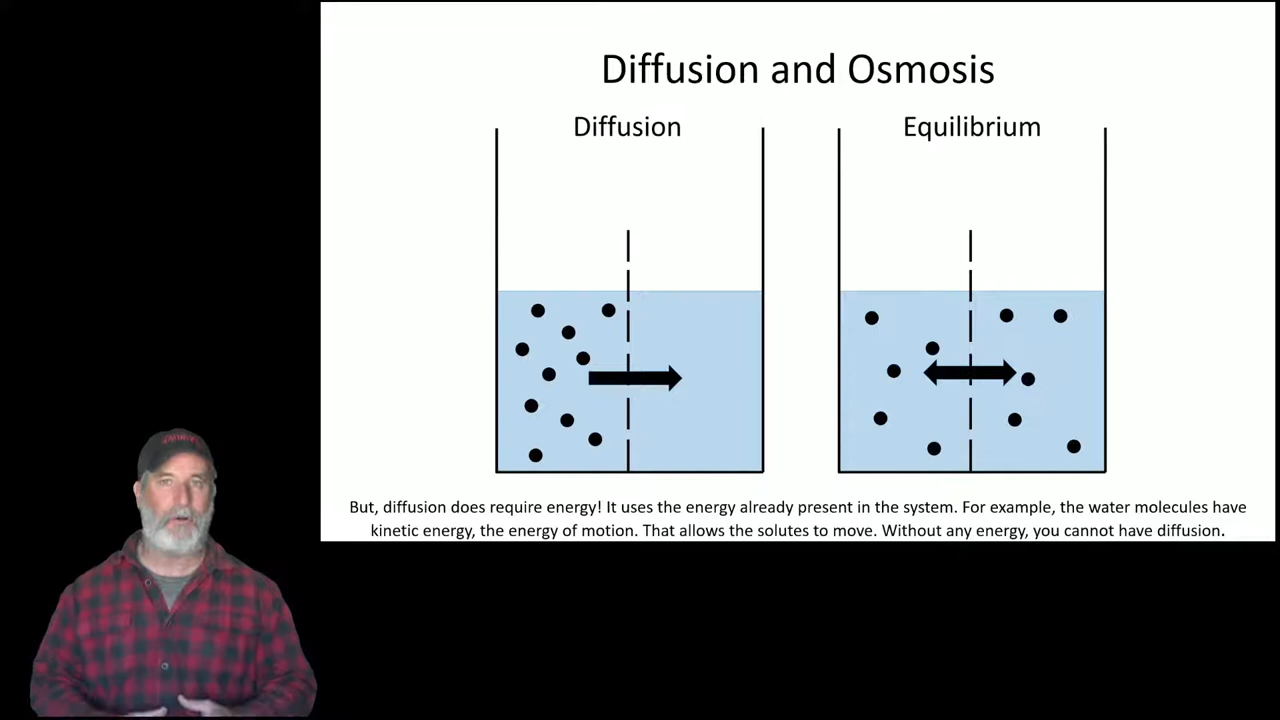 Diffusion and Osmosis
Diffusion
Equilibrium
But, diffusion does require energy! It uses the energy already present in the system. For example, the water molecules have
kinetic energy, the energy of motion. That allows the solutes to move. Without any energy, you cannot have diffusion.